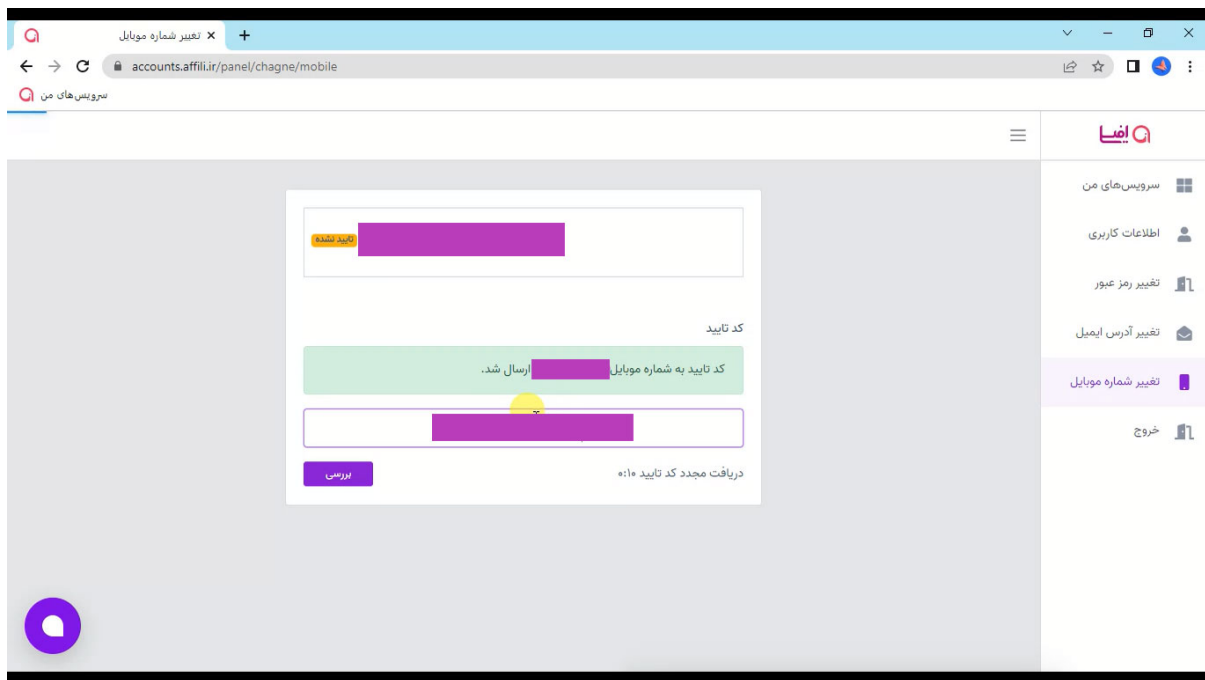 تغییر شماره موبایل
accounts.affili.ir/panel/chagne/mobile
سرویس‌های من
افیلی
سرویس‌های من
اطلاعات کاربری
تغییر رمز عبور
تغییر آدرس ایمیل
تغییر شماره موبایل
خروج
تایید نشده
کد تایید
کد تایید به شماره موبایل ارسال شد.
دریافت مجدد کد تایید ۰:۱۰
بررسی